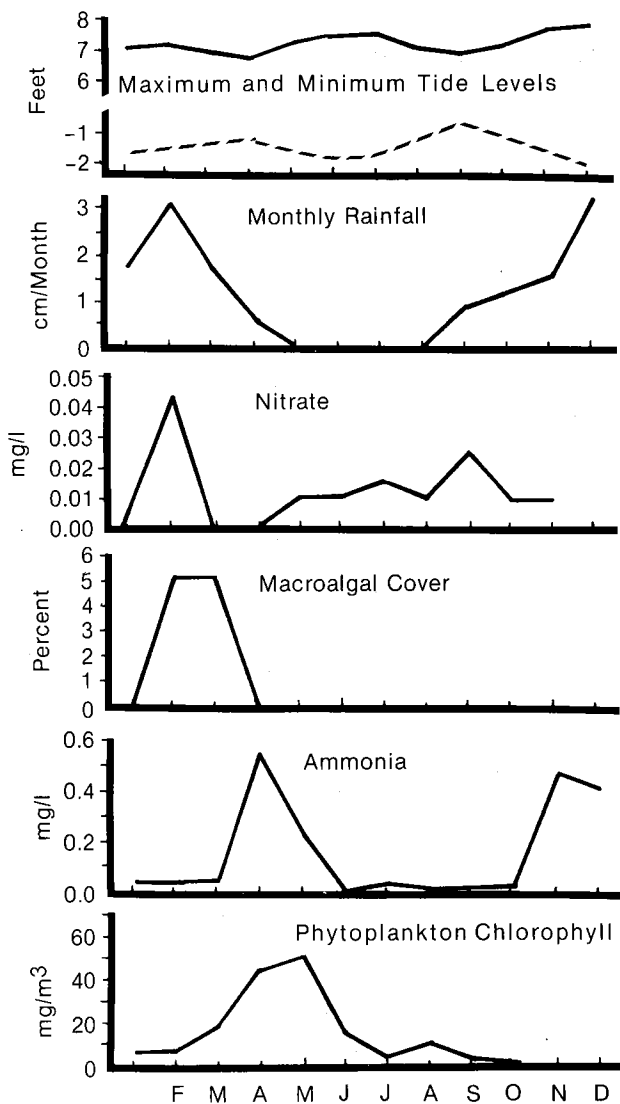 8
7
6
Feet
Maximum and Minimum Tide Levels
-1
-2
3
2
1
0
cm/Month
Monthly Rainfall
0.05
0.04
0.03
0.02
0.01
0.00
mg/l
Nitrate
6
5
4
3
2
1
0
Percent
Macroalgal Cover
0.6
0.4
0.2
0.0
mg/l
Ammonia
60
40
20
0
mg/m3
Phytoplankton Chlorophyll
F M A M J J A S O N D